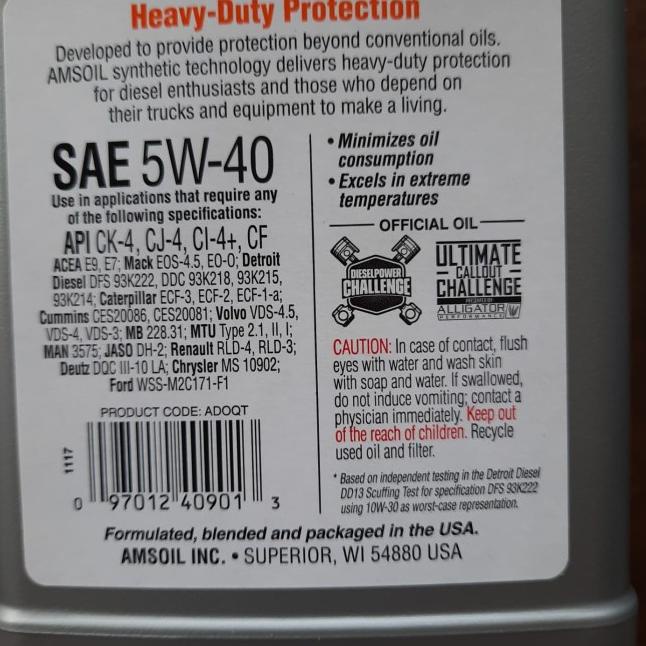 Heavy-Duty Protection
Developed to provide protection beyond conventional oils.
AMSOIL synthetic technology delivers heavy-duty protection
for diesel enthusiasts and those who depend on
their trucks and equipment to make a living.
SAE 5W-40
Use in applications that require any
of the following specifications:
API CK-4, CJ-4, CI-4+, CF
ACEA E9, E7; Mack EOS-4.5, EO-O; Detroit
Diesel DFS 93K222, DDC 93K218, 93K215,
93K214; Caterpillar ECF-3, ECF-2, ECF-1-a;
Cummins CES20086, CES20081; Volvo VDS-4.5,
VDS-4, VDS-3; MB 228.31; MTU Type 2.1, II, I;
MAN 3575; JASO DH-2; Renault RLD-4, RLD-3;
Deutz DQC III-10 LA; Chrysler MS 10902;
Ford WSS-M2C171-F1
PRODUCT CODE: ADOQT
1117
0 97012 40901 3
• Minimizes oil
consumption
• Excels in extreme
temperatures
OFFICIAL OIL
DIESELPOWER
CHALLENGE
ULTIMATE
CALLOUT
CHALLENGE
PRESENTED BY
ALLIGATOR
PERFORMANCE
CAUTION: In case of contact, flush
eyes with water and wash skin
with soap and water. If swallowed,
do not induce vomiting; contact a
physician immediately. Keep out
of the reach of children. Recycle
used oil and filter.
* Based on independent testing in the Detroit Diesel
DD13 Scuffing Test for specification DFS 93K222
using 10W-30 as worst-case representation.
Formulated, blended and packaged in the USA.
AMSOIL INC. • SUPERIOR, WI 54880 USA